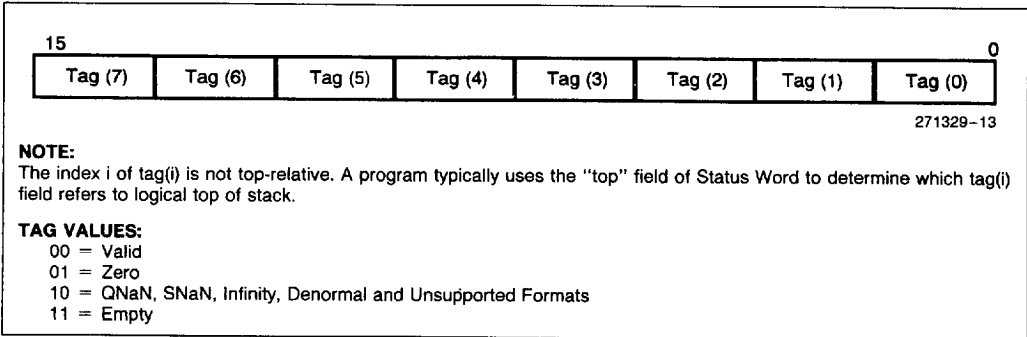 15 0
Tag (7) Tag (6) Tag (5) Tag (4) Tag (3) Tag (2) Tag (1) Tag (0)
271329-13
NOTE:
The index i of tag(i) is not top-relative. A program typically uses the "top" field of Status Word to determine which tag(i)
field refers to logical top of stack.
TAG VALUES:
00 = Valid
01 = Zero
10 = QNaN, SNaN, Infinity, Denormal and Unsupported Formats
11 = Empty